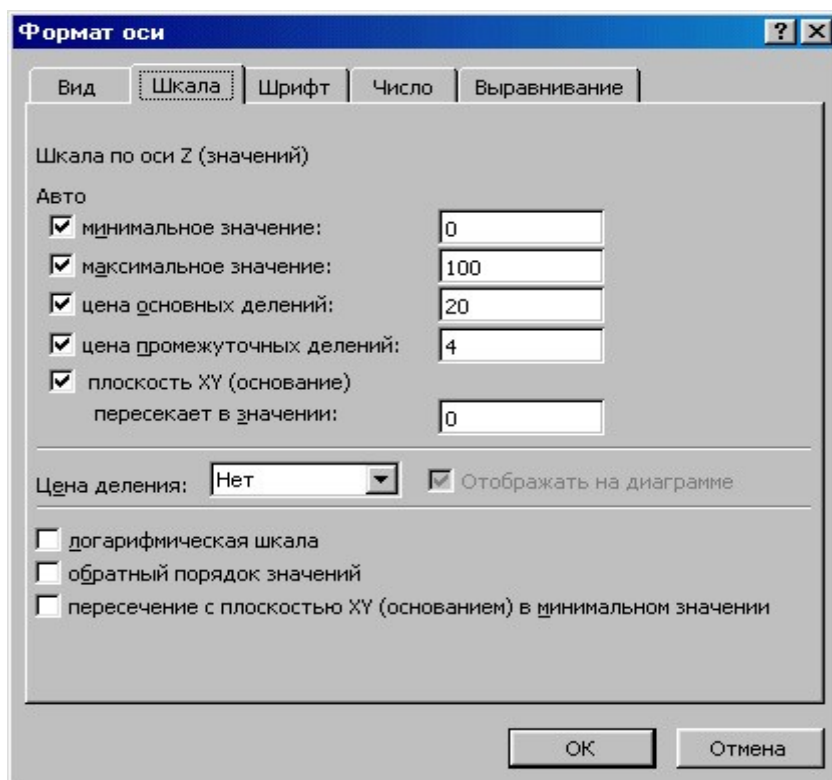 Формат оси
Вид Шкала Шрифт Число Выравнивание
Шкала по оси Z (значений)
Авто
минимальное значение: 0
максимальное значение: 100
цена основных делений: 20
цена промежуточных делений: 4
плоскость XY (основание)
пересекает в значении: 0
Цена деления: Нет Отображать на диаграмме
логарифмическая шкала
обратный порядок значений
пересечение с плоскостью XY (основанием) в минимальном значении
ОК Отмена